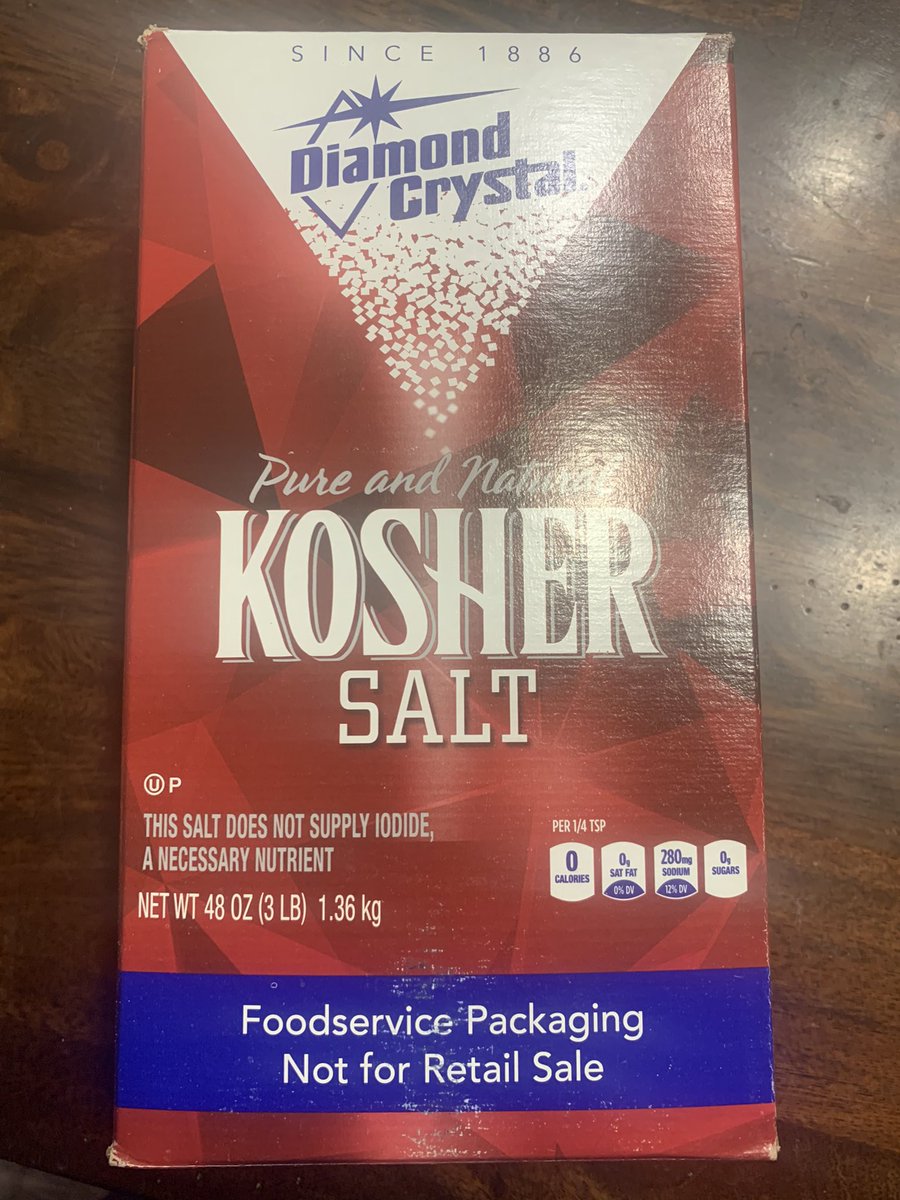 SINCE 1886
Diamond
Crystal
Pure and Natural
KOSHER
SALT
U P
THIS SALT DOES NOT SUPPLY IODIDE,
A NECESSARY NUTRIENT
NET WT 48 OZ (3 LB) 1.36 kg
PER 1/4 TSP
0 CALORIES
0g SAT FAT 0% DV
280mg SODIUM 12% DV
0g SUGARS
Foodservice Packaging
Not for Retail Sale